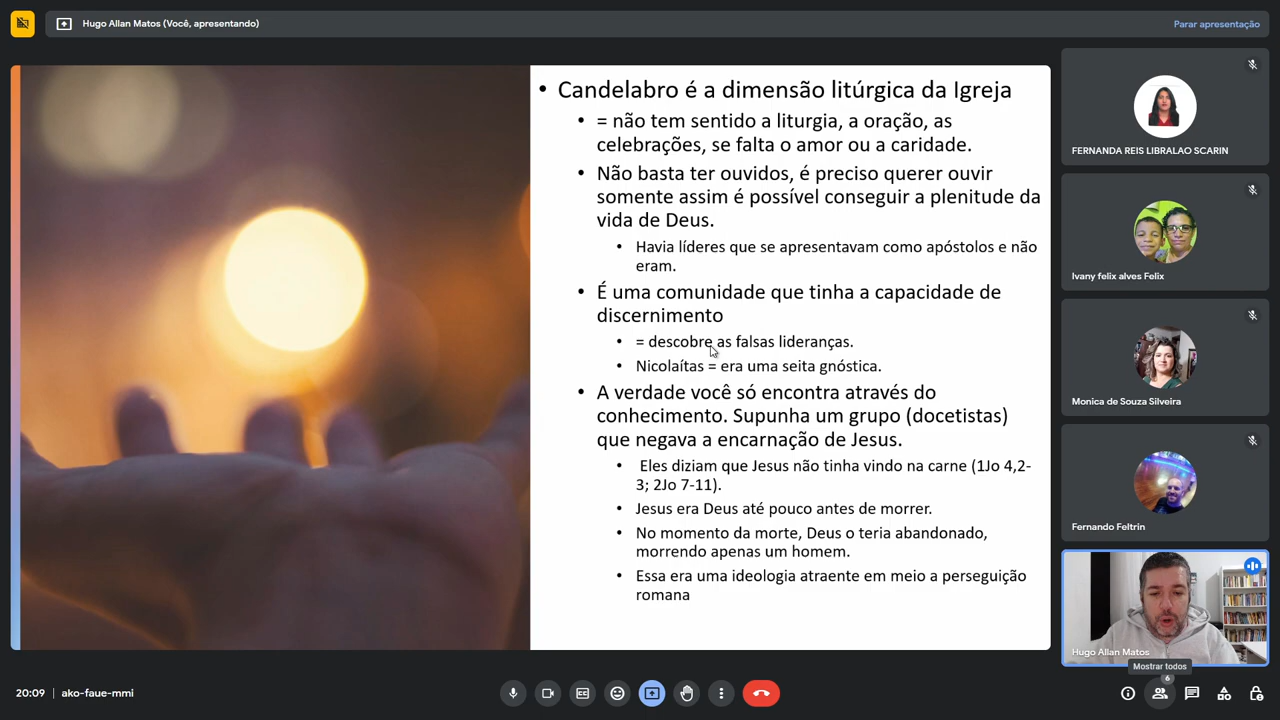 Hugo Allan Matos (Você, apresentando)
Parar apresentação
• Candelabro é a dimensão litúrgica da Igreja
• = não tem sentido a liturgia, a oração, as
celebrações, se falta o amor ou a caridade.
• Não basta ter ouvidos, é preciso querer ouvir
somente assim é possível conseguir a plenitude da
vida de Deus.
• Havia líderes que se apresentavam como apóstolos e não
eram.
• É uma comunidade que tinha a capacidade de
discernimento
• = descobre as falsas lideranças.
• Nicolaítas = era uma seita gnóstica.
• A verdade você só encontra através do
conhecimento. Supunha um grupo (docetistas)
que negava a encarnação de Jesus.
• Eles diziam que Jesus não tinha vindo na carne (1Jo 4,2-
3; 2Jo 7-11).
• Jesus era Deus até pouco antes de morrer.
• No momento da morte, Deus o teria abandonado,
morrendo apenas um homem.
• Essa era uma ideologia atraente em meio a perseguição
romana
FERNANDA REIS LIBRALAO SCARIN
Ivany felix alves Felix
Monica de Souza Silveira
Fernando Feltrin
Hugo Allan Matos
Mostrar todos
6
20:09 | ako-faue-mmi